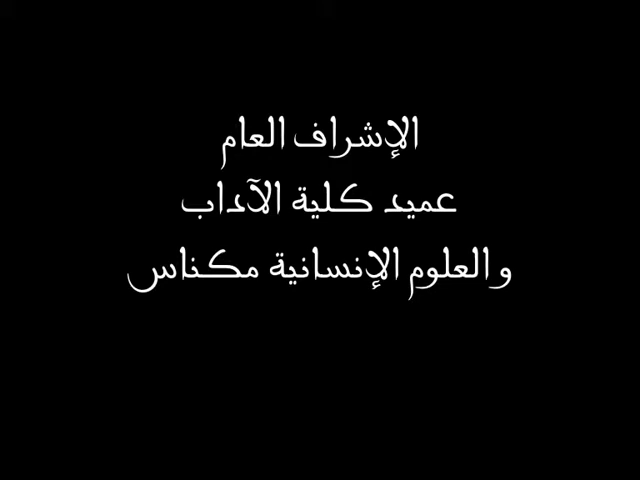 الإشراف العام
عميد كلية الآداب
والعلوم الإنسانية مكناس